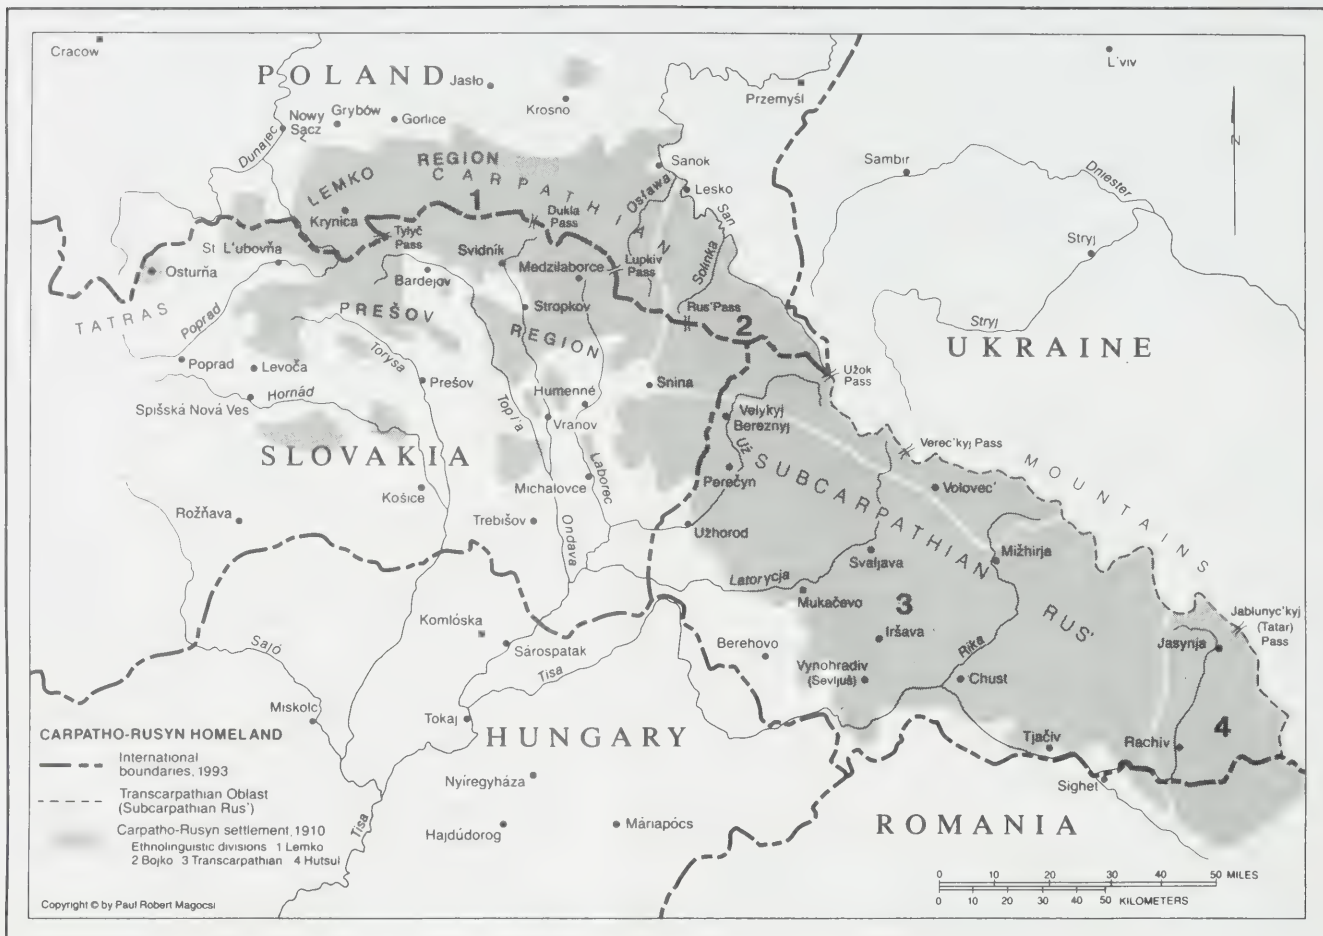 Cracow
POLAND
Jasło
Krosno
Przemyśl
L'viv
Nowy
Sącz
Grybów
Gorlice
Dunajec
LEMKO
REGION
CARPATHIAN
MOUNTAINS
1
Krynica
Sanok
Lesko
Osława
San
Solinka
Sambir
Dniester
N
Tylyč
Pass
Dukla
Pass
Łupkiv
Pass
Rus' Pass
2
Užok
Pass
Stryj
Stryj
UKRAINE
St L'ubovňa
Osturňa
TATRAS
Svidník
Medzilaborce
Bardejov
Stropkov
PREŠOV
REGION
Poprad
Poprad
Levoča
Torysa
Prešov
Hornád
Spišská Nová Ves
Topl'a
Humenné
Vranov
Snina
Laborec
SLOVAKIA
Košice
Michalovce
Rožňava
Trebišov
Ondava
Velykyj
Bereznyj
Už
Perečyn
Užhorod
SUBCARPATHIAN
RUS'
Verec'kyj Pass
Volovec'
Mižhirja
Svaljava
Latorycja
Mukačevo
3
Iršava
Berehovo
Vynohradiv
(Sevljuš)
Rika
Chust
Jablunyc'kyj
(Tatar)
Pass
Jasynja
4
Tjačiv
Rachiv
Sighet
Komlóska
Sárospatak
Sajó
Tisa
Miskolc
Tokaj
HUNGARY
Nyíregyháza
Hajdúdorog
Máriapócs
Tisa
ROMANIA
CARPATHO-RUSYN HOMELAND
International
boundaries, 1993
Transcarpathian Oblast
(Subcarpathian Rus')
Carpatho-Rusyn settlement, 1910
Ethnolinguistic divisions 1 Lemko
2 Bojko 3 Transcarpathian 4 Hutsul
Copyright © by Paul Robert Magocsi
0 10 20 30 40 50 MILES
0 10 20 30 40 50 KILOMETERS